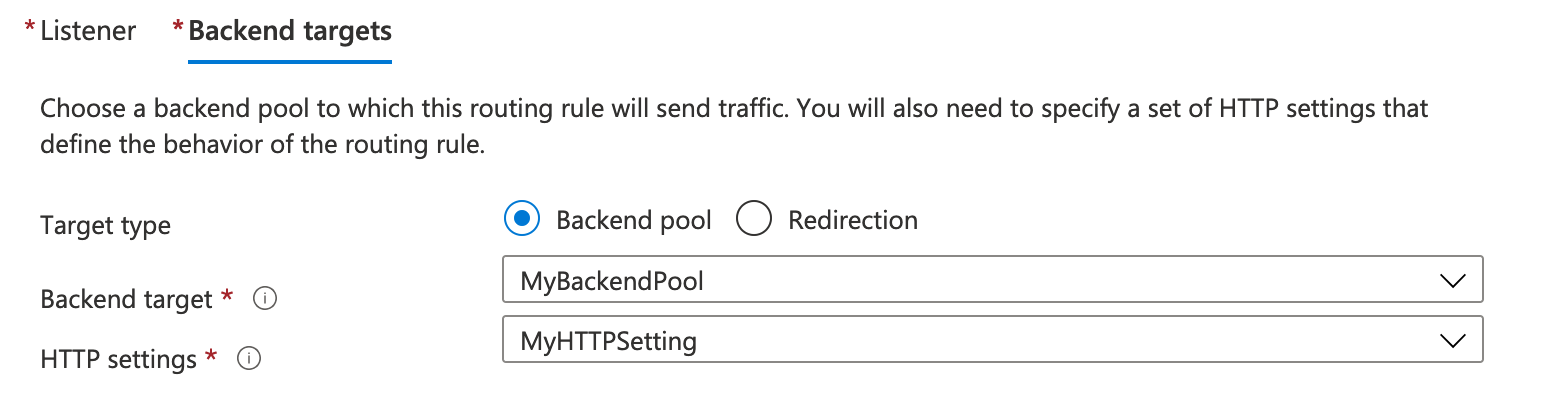 * Listener * Backend targets
Choose a backend pool to which this routing rule will send traffic. You will also need to specify a set of HTTP settings that
define the behavior of the routing rule.
Target type Backend pool Redirection
Backend target * i MyBackendPool
HTTP settings * i MyHTTPSetting